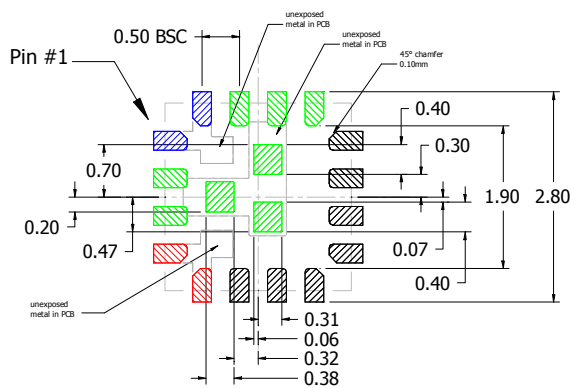 unexposed
metal in PCB
unexposed
metal in PCB
0.50 BSC
45° chamfer
0.10mm
Pin #1
0.40
0.30
0.70
1.90
2.80
0.20
0.47
0.07
0.40
unexposed
metal in PCB
0.31
0.06
0.32
0.38